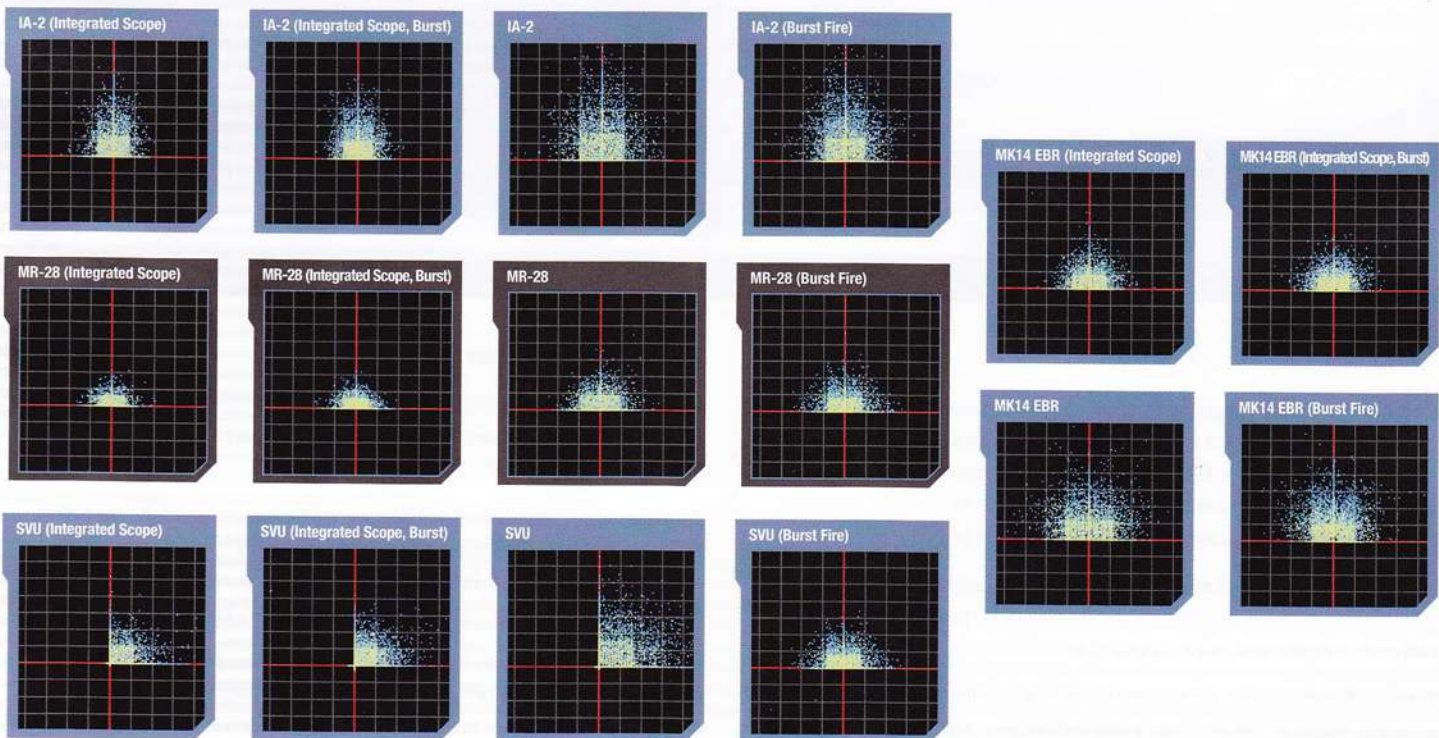 IA-2 (Integrated Scope)
IA-2 (Integrated Scope, Burst)
IA-2
IA-2 (Burst Fire)
MK14 EBR (Integrated Scope)
MK14 EBR (Integrated Scope, Burst)
MR-28 (Integrated Scope)
MR-28 (Integrated Scope, Burst)
MR-28
MR-28 (Burst Fire)
MK14 EBR
MK14 EBR (Burst Fire)
SVU (Integrated Scope)
SVU (Integrated Scope, Burst)
SVU
SVU (Burst Fire)